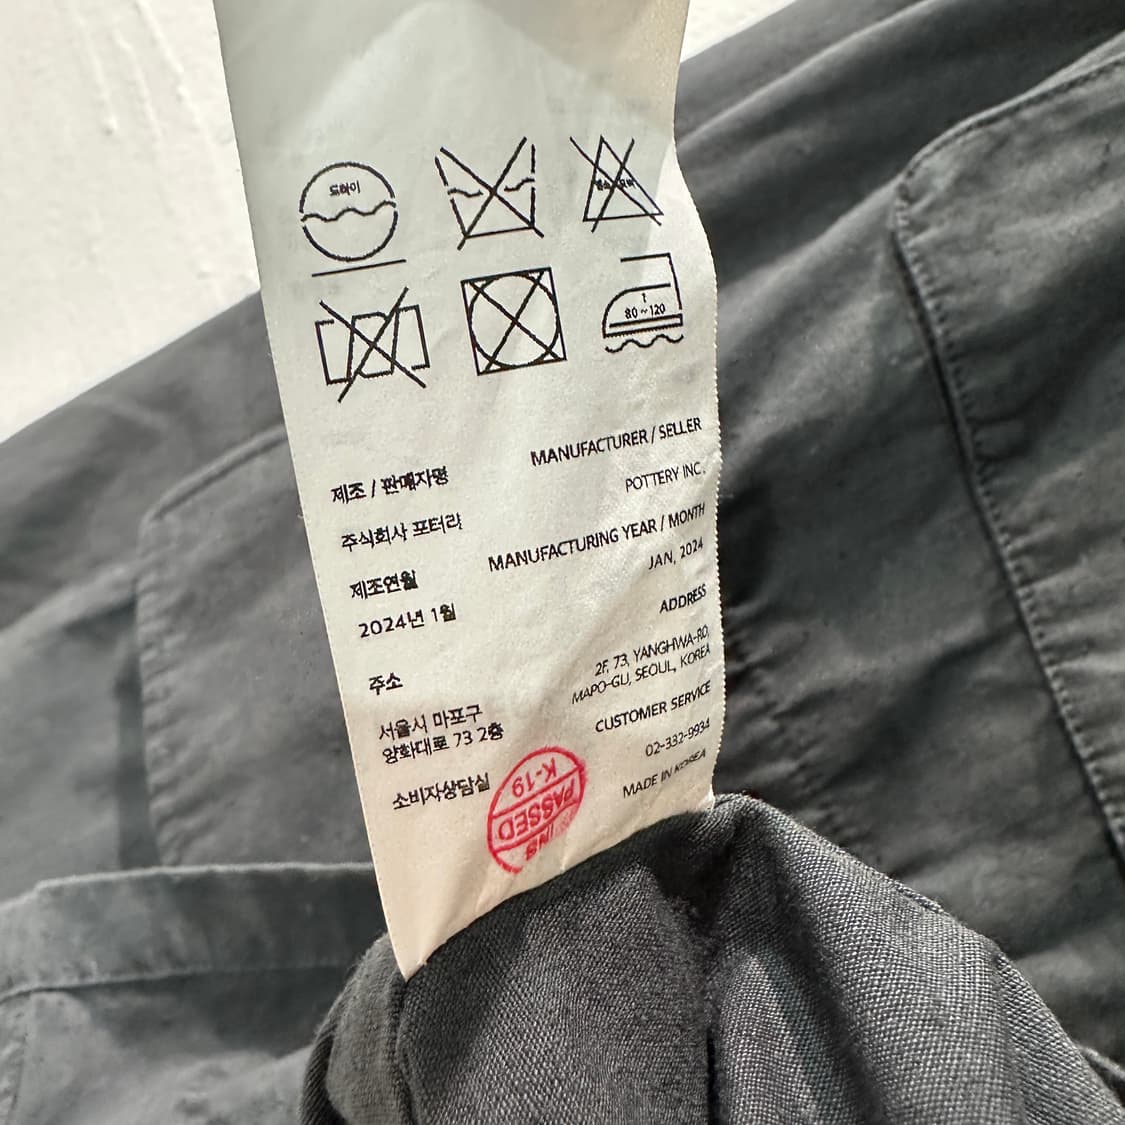 드라이
80~120
제조 / 판매자명
MANUFACTURER / SELLER
주식회사 포터리
POTTERY INC.
제조연월
MANUFACTURING YEAR / MONTH
2024년 1월
JAN, 2024
주소
ADDRESS
서울시 마포구
양화대로 73 2층
2F, 73, YANGHWA-RO,
MAPO-GU, SEOUL, KOREA
소비자상담실
CUSTOMER SERVICE
02-332-9934
MADE IN KOREA
INS
PASSED
K-19